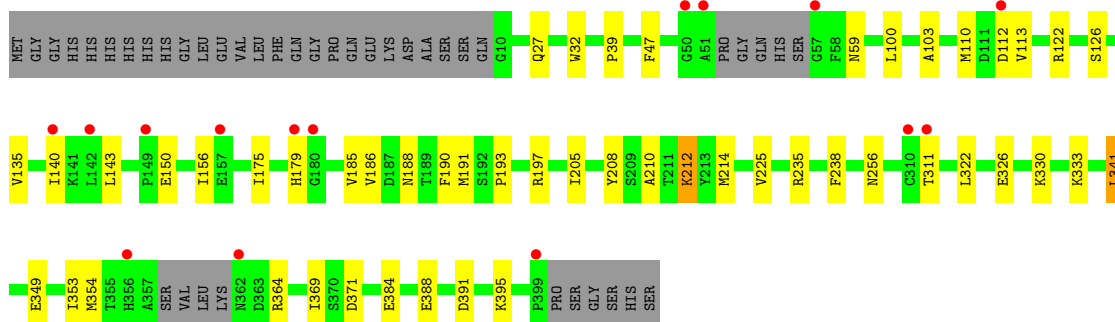 MET GLY GLY HIS HIS HIS HIS HIS HIS GLY LEU GLU VAL LEU PHE GLN GLY PRO GLN GLU LYS ASP ALA SER SER GLN G10 Q27 W32 P39 F47 G50 A51 PRO GLY GLN HIS SER G57 F58 N59 L100 A103 M110 D111 D112 V113 R122 S126
V135 I140 K141 L142 L143 P149 E150 I156 E157 I175 H179 G180 V185 V186 D187 N188 T189 F190 M191 S192 P193 R197 I205 Y208 S209 A210 T211 K212 Y213 M214 V225 R235 F238 N256 C310 T311 L322 E326 K330 K333
E349 I353 M354 T355 H356 A357 SER VAL LEU LYS N362 D363 R364 I369 S370 D371 E384 E388 D391 K395 P399 PRO SER GLY SER HIS SER